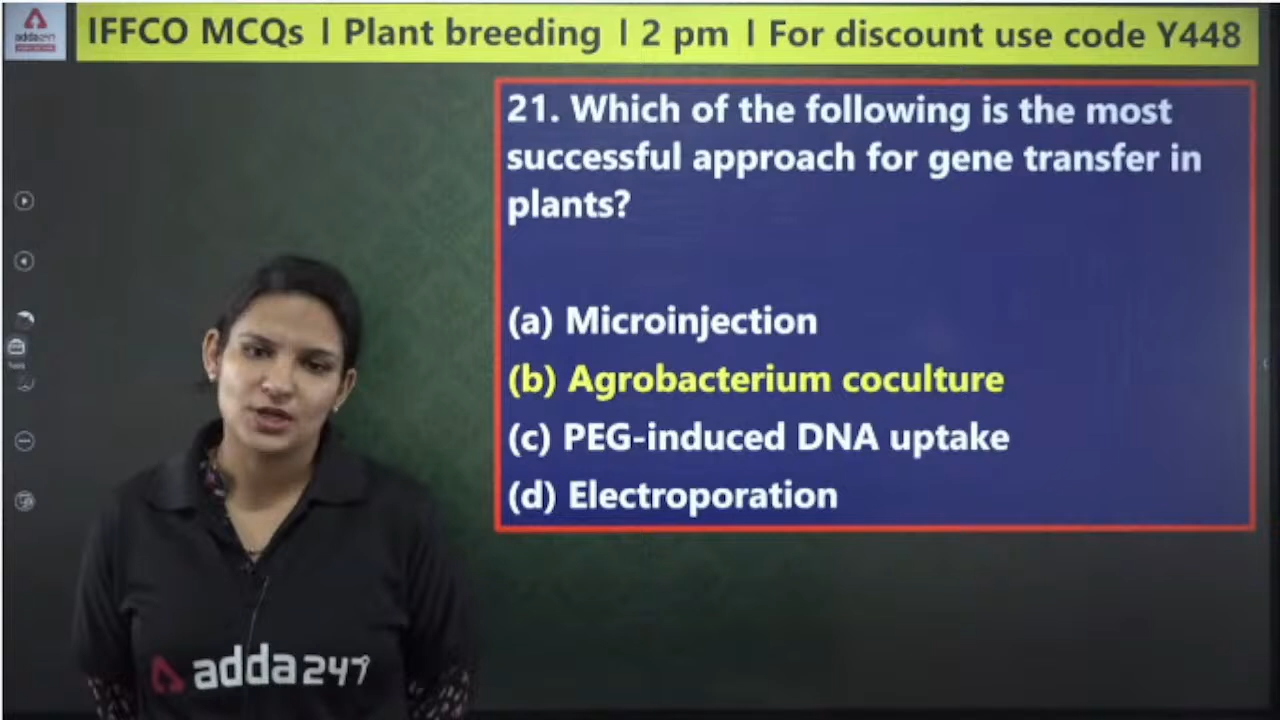 adda247
IFFCO MCQs | Plant breeding | 2 pm | For discount use code Y448
21. Which of the following is the most
successful approach for gene transfer in
plants?
(a) Microinjection
(b) Agrobacterium coculture
(c) PEG-induced DNA uptake
(d) Electroporation
adda247